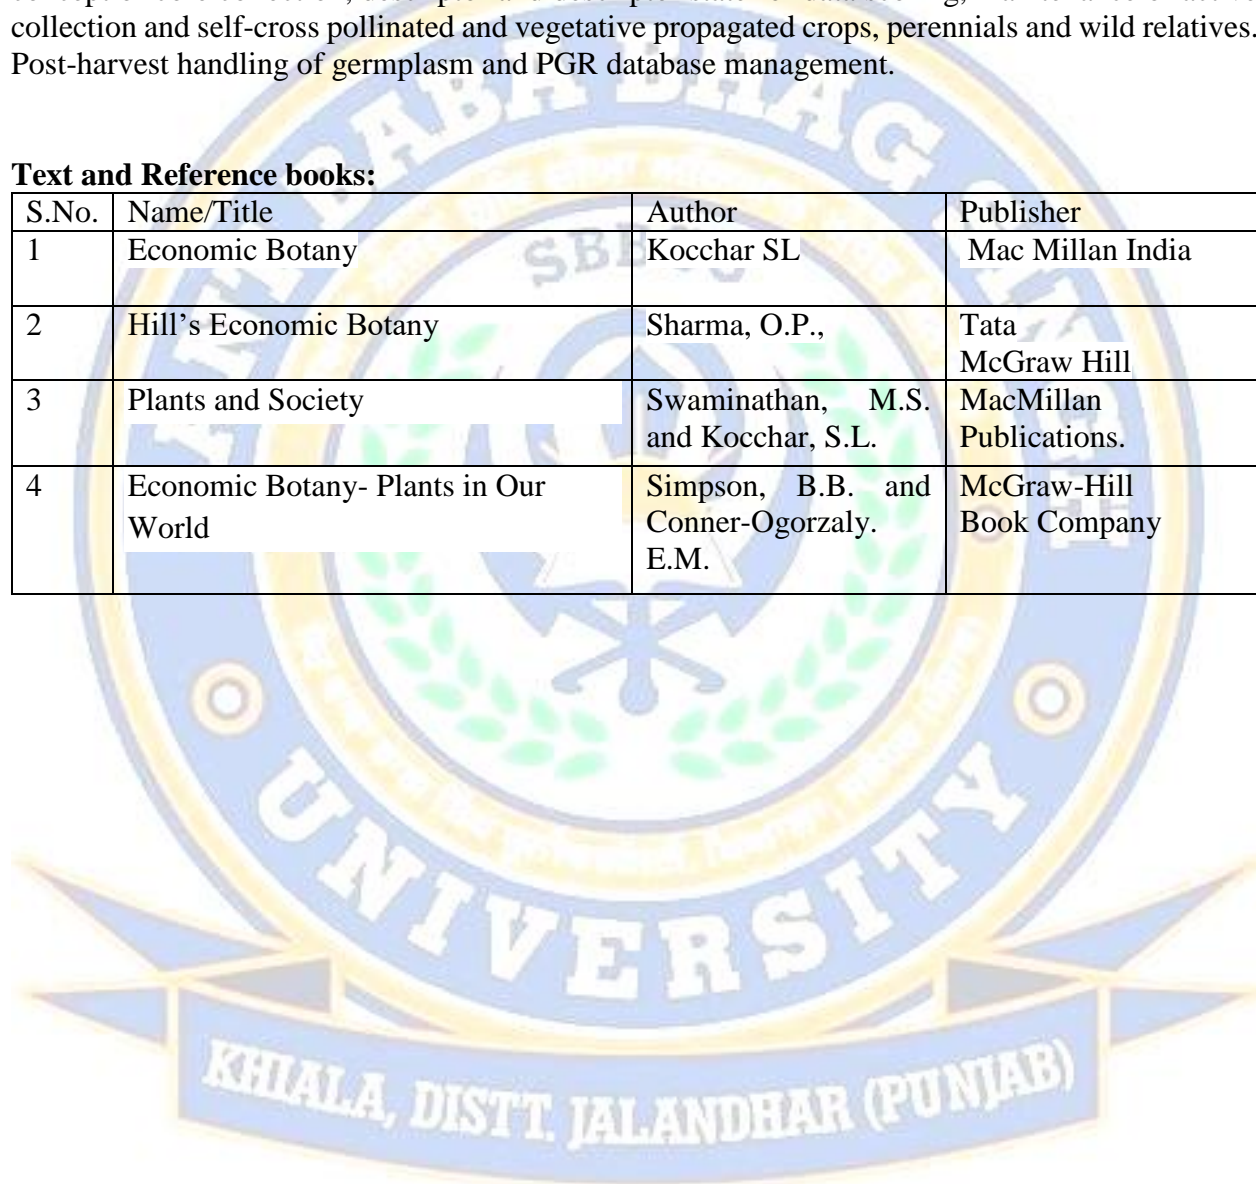 collection and self-cross pollinated and vegetative propagated crops, perennials and wild relatives.
Post-harvest handling of germplasm and PGR database management.
Text and Reference books:
S.No. Name/Title Author Publisher
1 Economic Botany Kocchar SL Mac Millan India
2 Hill’s Economic Botany Sharma, O.P., Tata
McGraw Hill
3 Plants and Society Swaminathan, M.S. MacMillan
and Kocchar, S.L. Publications.
4 Economic Botany- Plants in Our Simpson, B.B. and McGraw-Hill
World Conner-Ogorzaly. Book Company
E.M.
UNIVERSITY
KHIALA, DISTT. JALANDHAR (PUNJAB)